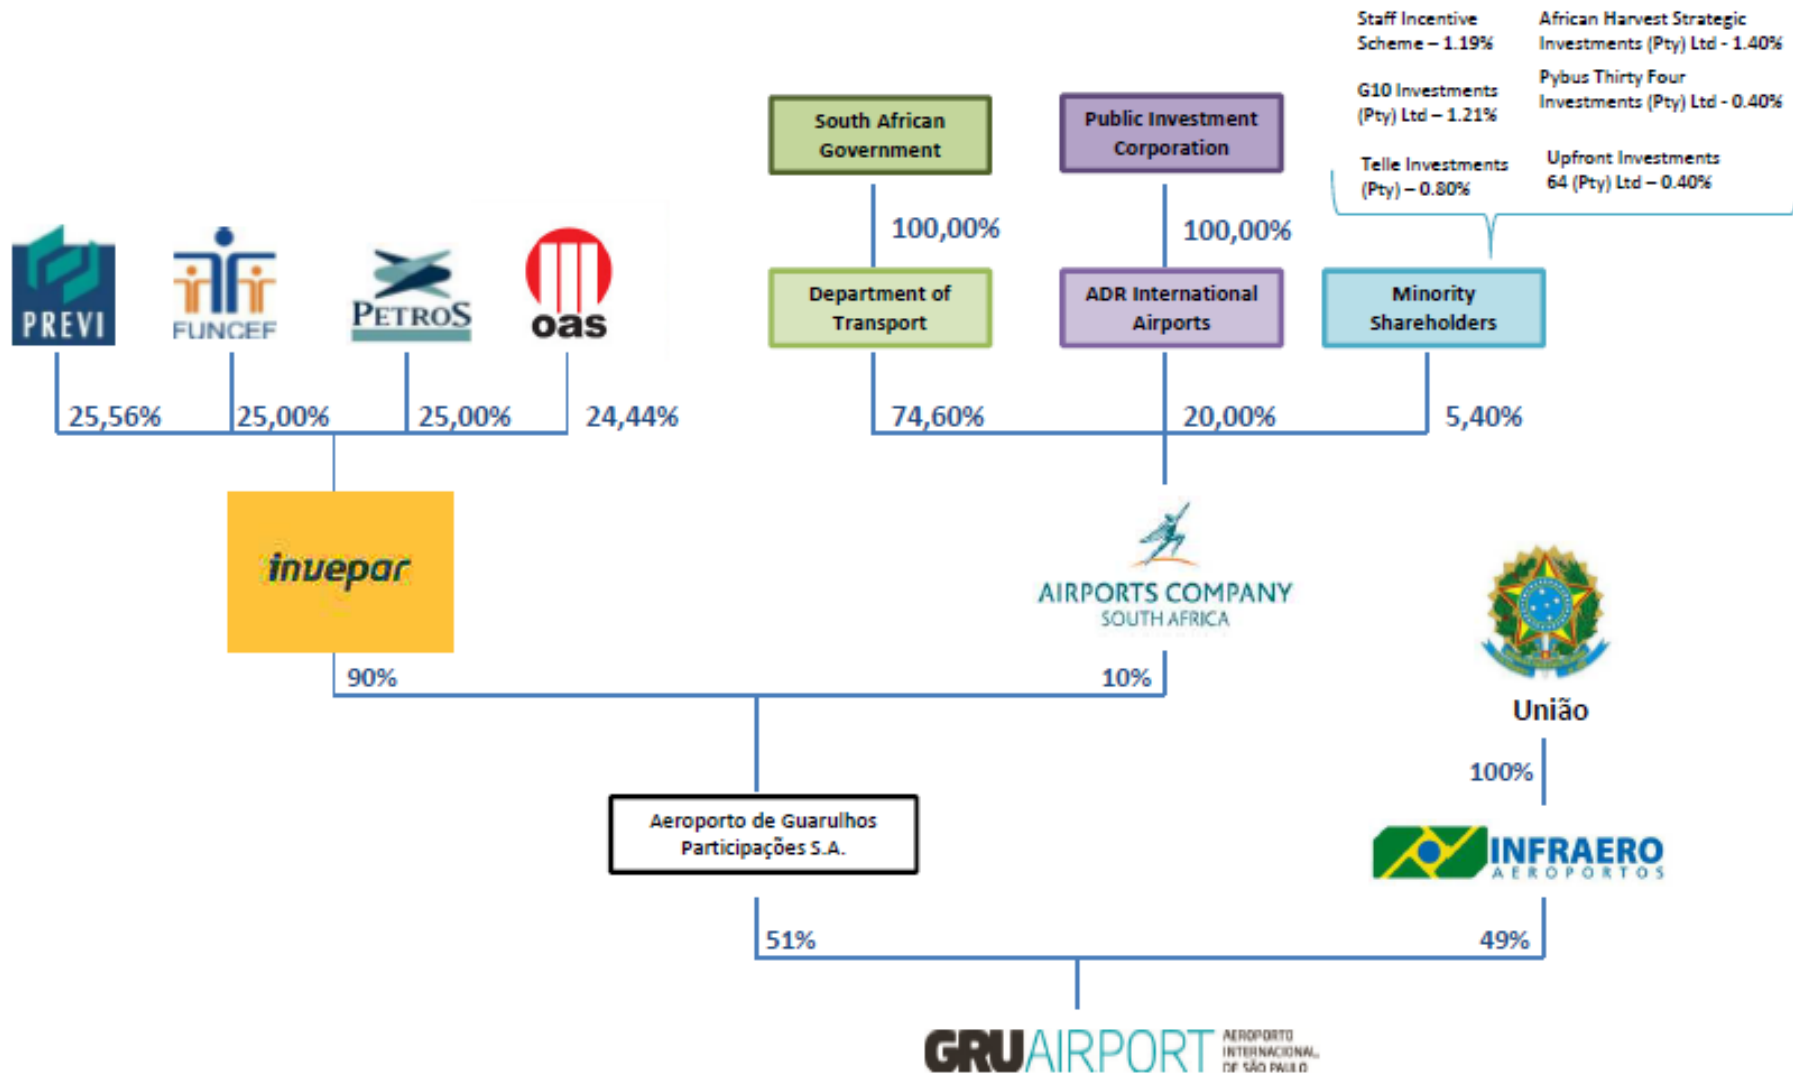 Staff Incentive
Scheme – 1.19%
African Harvest Strategic
Investments (Pty) Ltd - 1.40%
G10 Investments
(Pty) Ltd – 1.21%
Pybus Thirty Four
Investments (Pty) Ltd - 0.40%
Telle Investments
(Pty) – 0.80%
Upfront Investments
64 (Pty) Ltd – 0.40%
South African
Government
Public Investment
Corporation
100,00%
100,00%
PREVI
FUNCEF
PETROS
oas
Department of
Transport
ADR International
Airports
Minority
Shareholders
25,56%
25,00%
25,00%
24,44%
74,60%
20,00%
5,40%
invepar
AIRPORTS COMPANY
SOUTH AFRICA
90%
10%
União
100%
Aeroporto de Guarulhos
Participações S.A.
INFRAERO
AEROPORTOS
51%
49%
GRUAIRPORT
AEROPORTO
INTERNACIONAL
DE SÃO PAULO